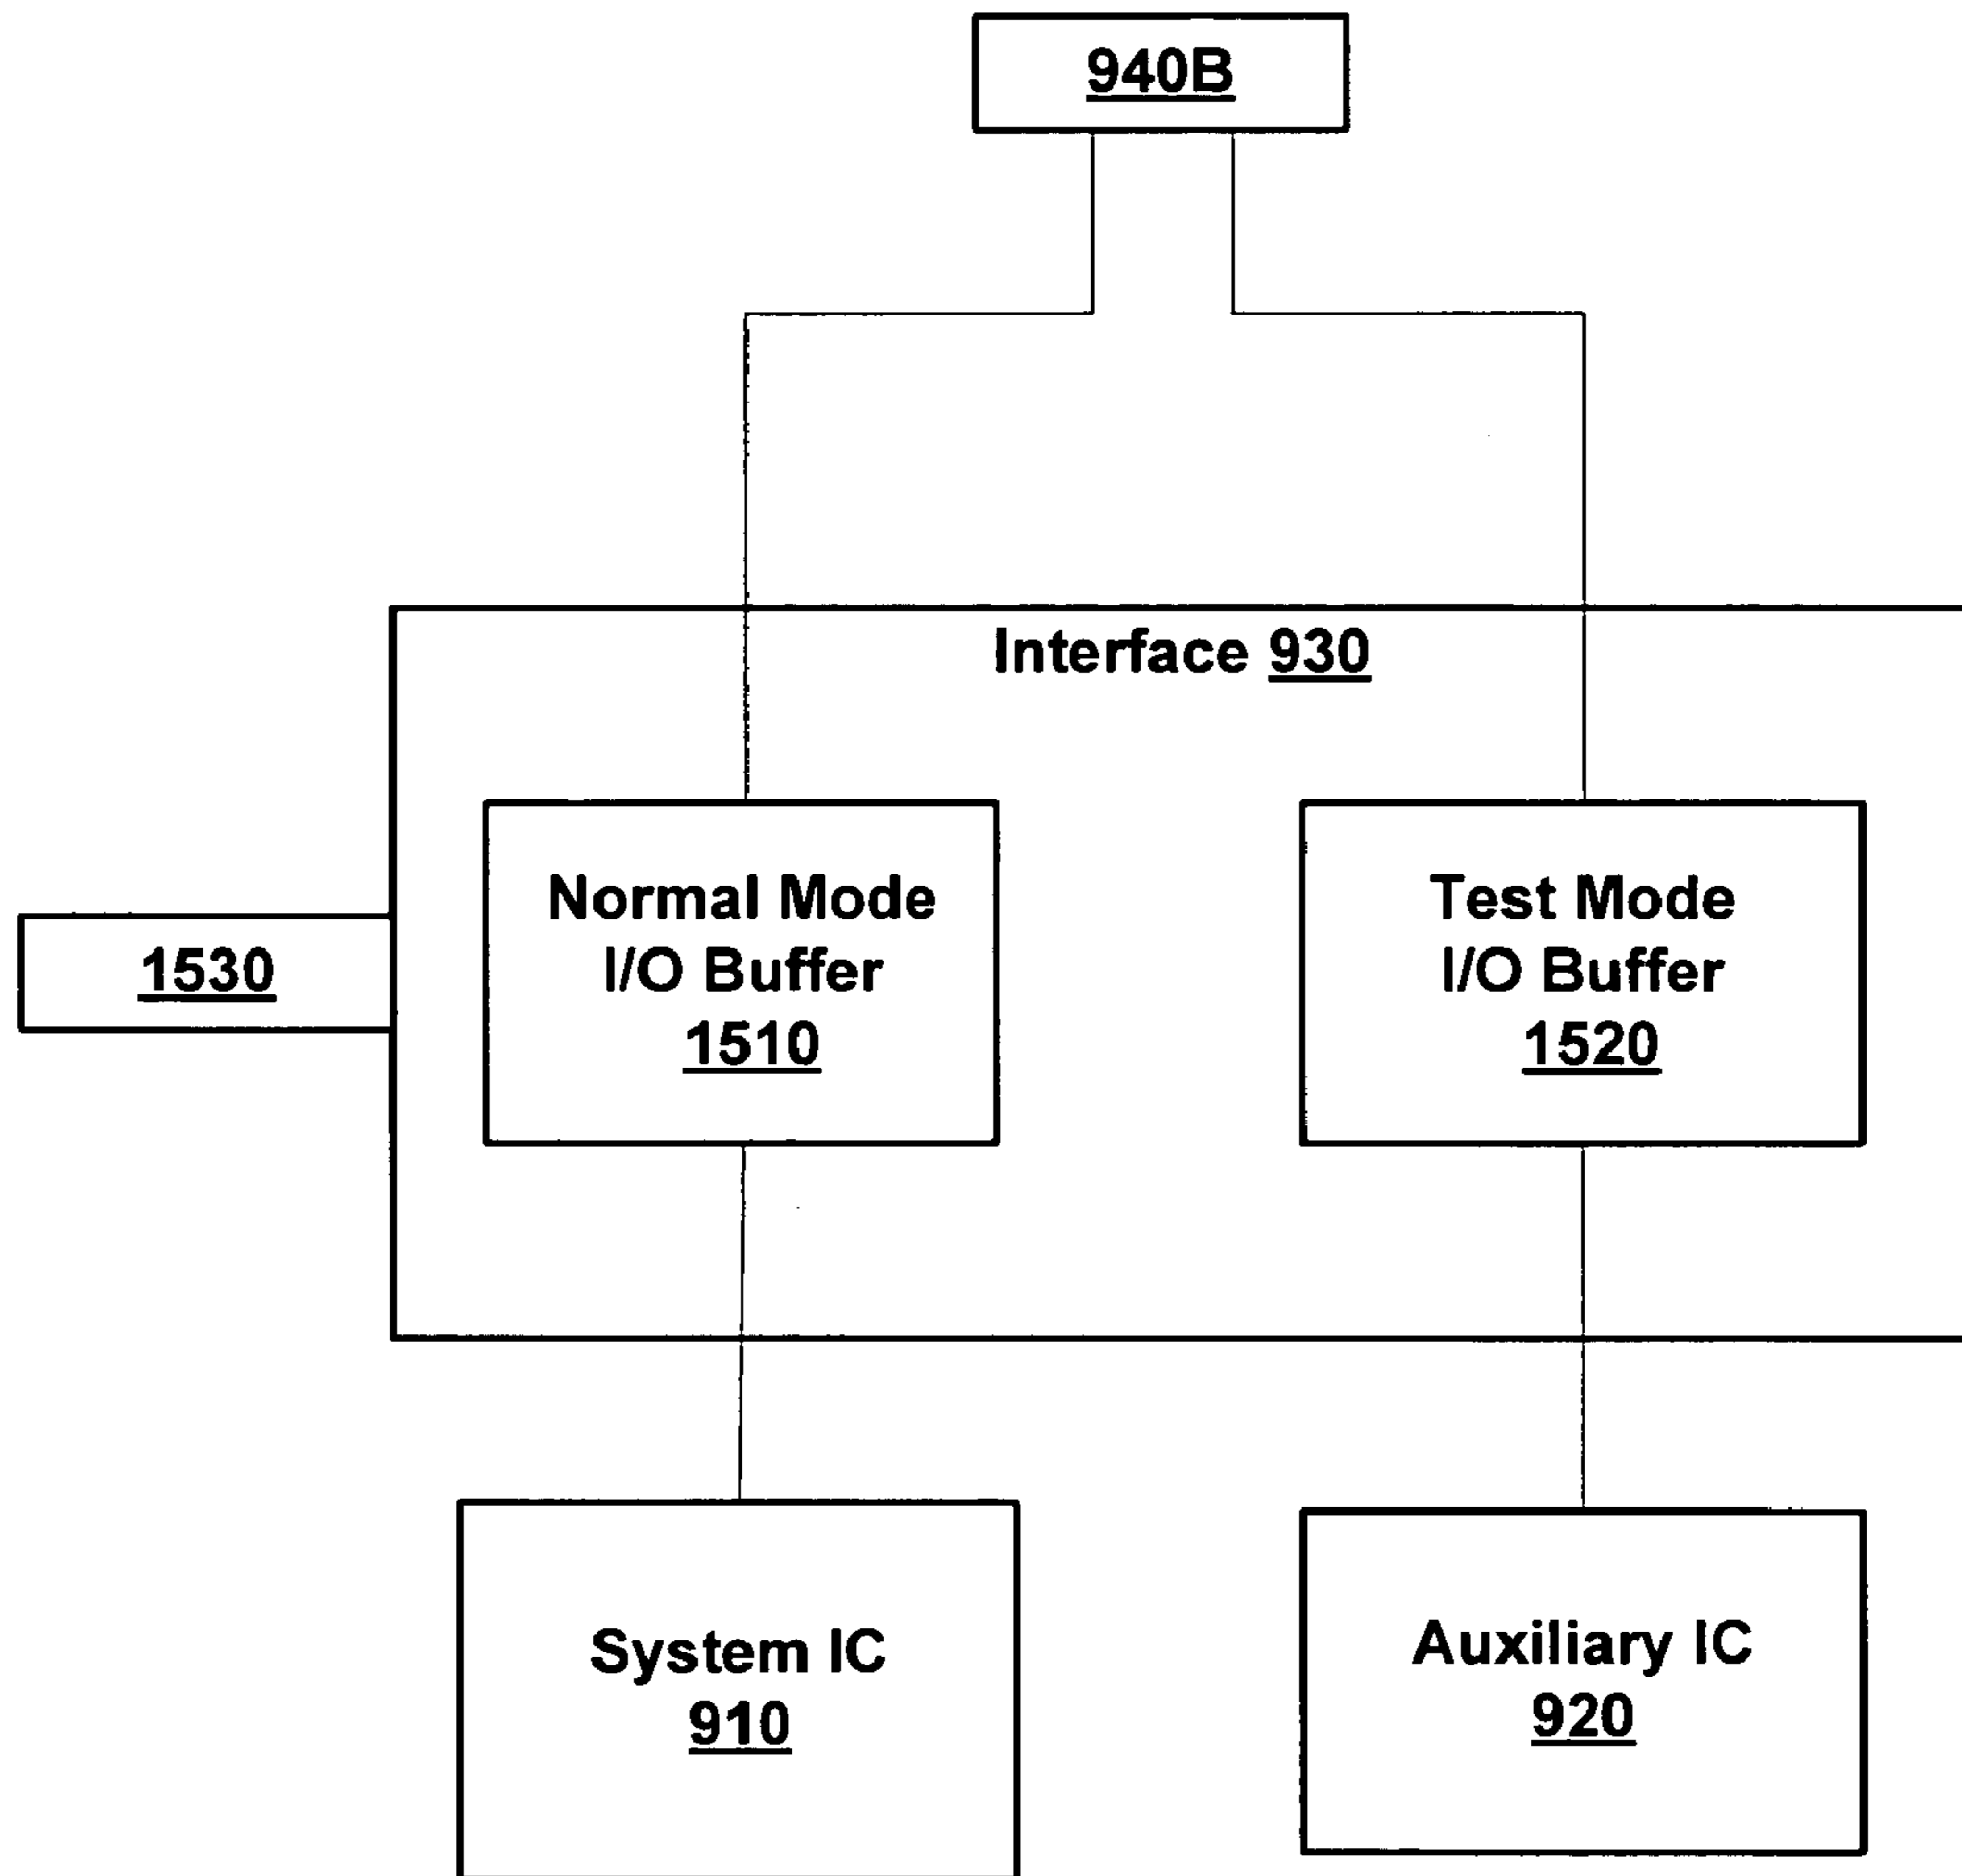 940B
Interface 930
Normal Mode
I/O Buffer
1510
Test Mode
I/O Buffer
1520
1530
System IC
910
Auxiliary IC
920